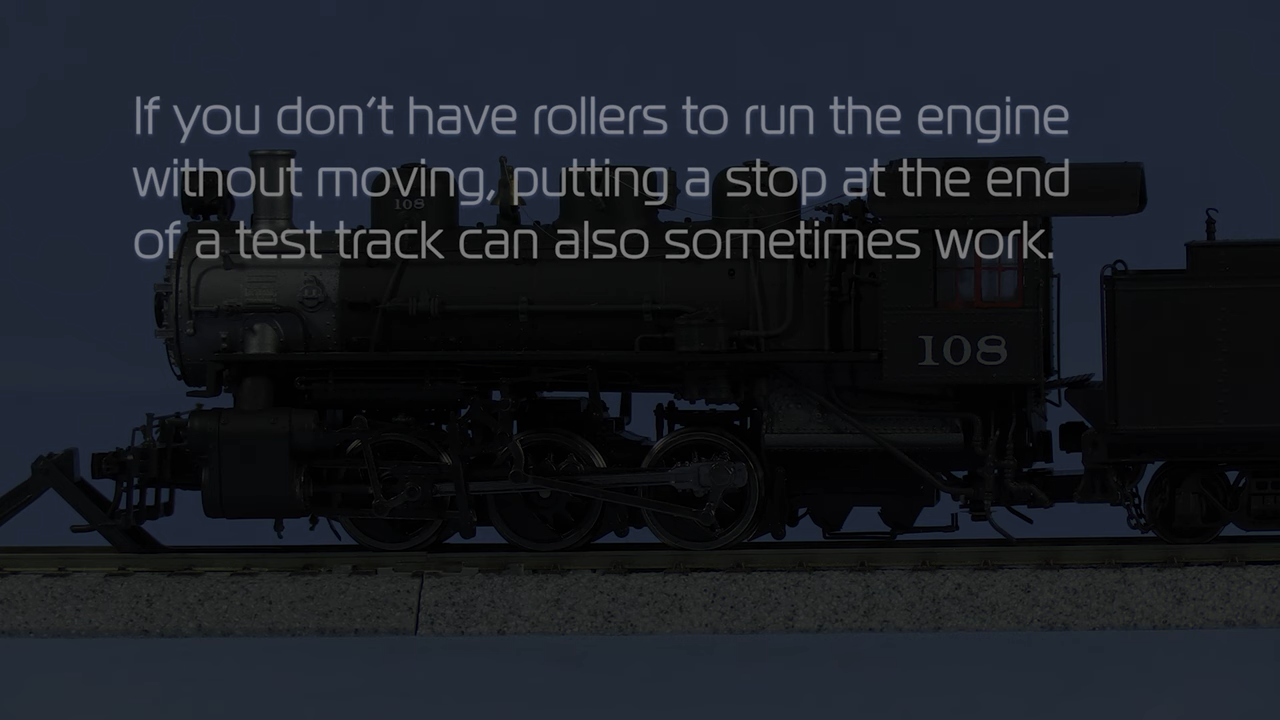 If you don't have rollers to run the engine
without moving, putting a stop at the end
of a test track can also sometimes work.
108
108